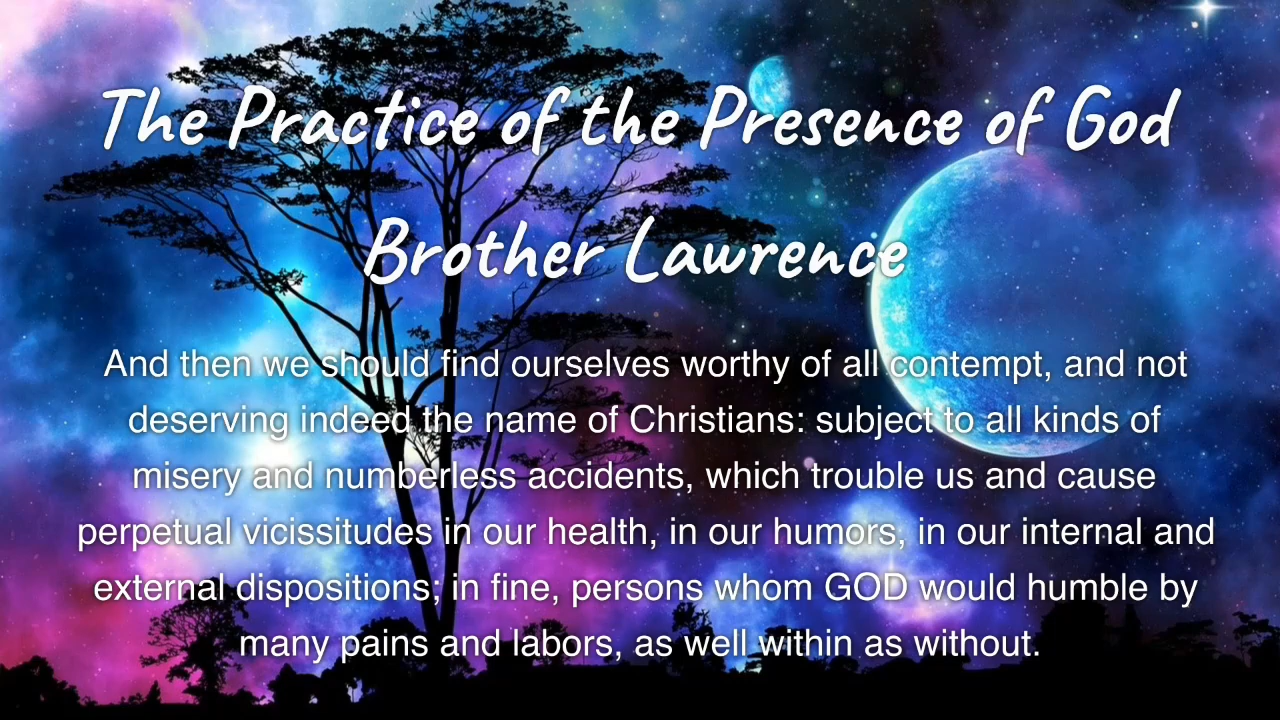 The Practice of the Presence of God
Brother Lawrence
And then we should find ourselves worthy of all contempt, and not
deserving indeed the name of Christians: subject to all kinds of
misery and numberless accidents, which trouble us and cause
perpetual vicissitudes in our health, in our humors, in our internal and
external dispositions; in fine, persons whom GOD would humble by
many pains and labors, as well within as without.